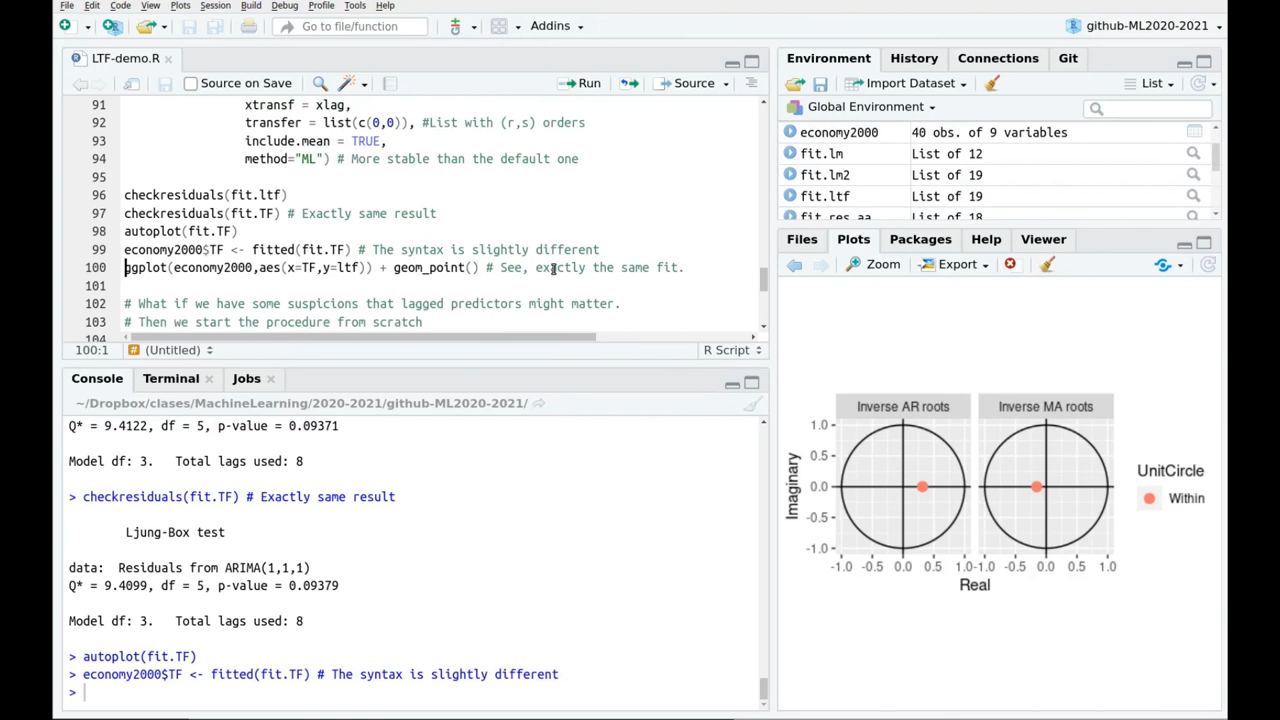 File Edit Code View Plots Session Build Debug Profile Tools Help
Go to file/function
Addins
github-ML2020-2021
LTF-demo.R
Source on Save
Run
Source
91 xtransf = xlag,
92 transfer = list(c(0,0)), #List with (r,s) orders
93 include.mean = TRUE,
94 method="ML") # More stable than the default one
95
96 checkresiduals(fit.ltf)
97 checkresiduals(fit.TF) # Exactly same result
98 autoplot(fit.TF)
99 economy2000$TF <- fitted(fit.TF) # The syntax is slightly different
100 ggplot(economy2000,aes(x=TF,y=ltf)) + geom_point() # See, exactly the same fit.
101
102 # What if we have some suspicions that lagged predictors might matter.
103 # Then we start the procedure from scratch
104
100:1 (Untitled) R Script
Console Terminal Jobs
~/Dropbox/clases/MachineLearning/2020-2021/github-ML2020-2021/
Q* = 9.4122, df = 5, p-value = 0.09371
Model df: 3. Total lags used: 8
> checkresiduals(fit.TF) # Exactly same result
Ljung-Box test
data: Residuals from ARIMA(1,1,1)
Q* = 9.4099, df = 5, p-value = 0.09379
Model df: 3. Total lags used: 8
> autoplot(fit.TF)
> economy2000$TF <- fitted(fit.TF) # The syntax is slightly different
>
Environment History Connections Git
Import Dataset List
Global Environment
economy2000 40 obs. of 9 variables
fit.lm List of 12
fit.lm2 List of 19
fit.ltf List of 19
fit.res.aa List of 18
Files Plots Packages Help Viewer
Zoom Export
Inverse AR roots Inverse MA roots
1.0
0.5
0.0
-0.5
-1.0
Imaginary
-1.0 -0.5 0.0 0.5 1.0 -1.0 -0.5 0.0 0.5 1.0
Real
UnitCircle
Within